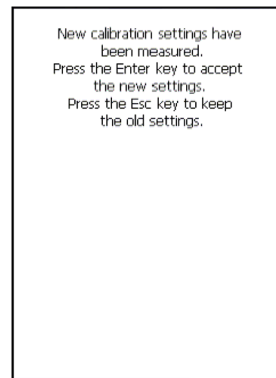 New calibration settings have
been measured.
Press the Enter key to accept
the new settings.
Press the Esc key to keep
the old settings.